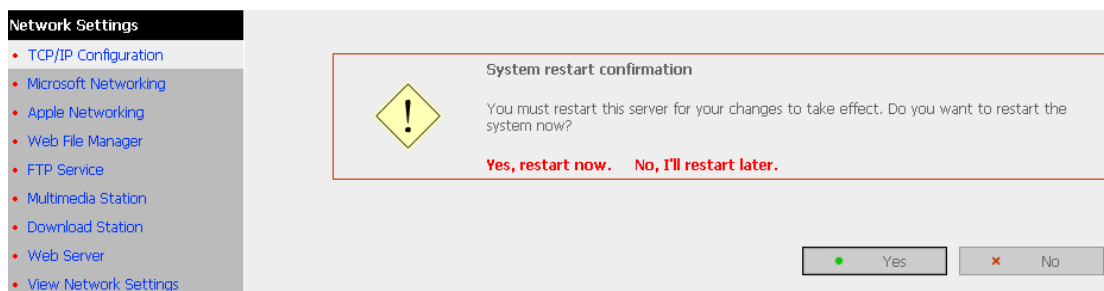 Network Settings
TCP/IP Configuration
Microsoft Networking
Apple Networking
Web File Manager
FTP Service
Multimedia Station
Download Station
Web Server
View Network Settings
System restart confirmation
You must restart this server for your changes to take effect. Do you want to restart the
system now?
Yes, restart now. No, I'll restart later.
Yes No